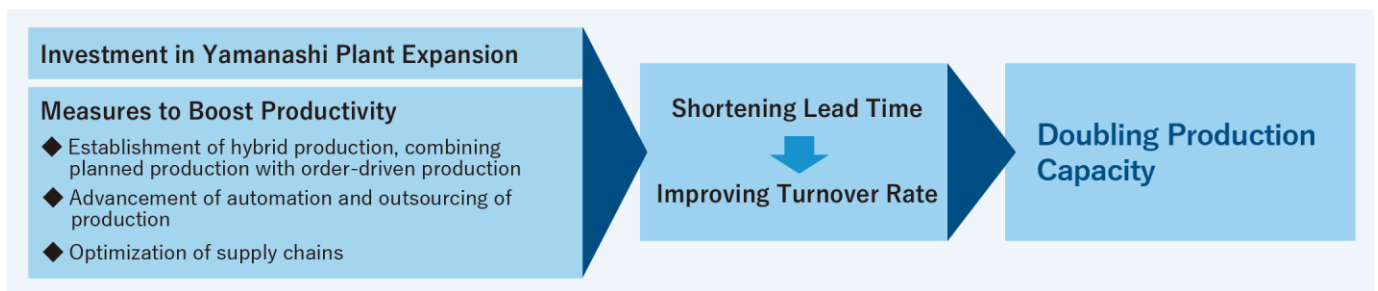 Investment in Yamanashi Plant Expansion
Measures to Boost Productivity
◆ Establishment of hybrid production, combining
planned production with order-driven production
◆ Advancement of automation and outsourcing of
production
◆ Optimization of supply chains
Shortening Lead Time
Improving Turnover Rate
Doubling Production
Capacity